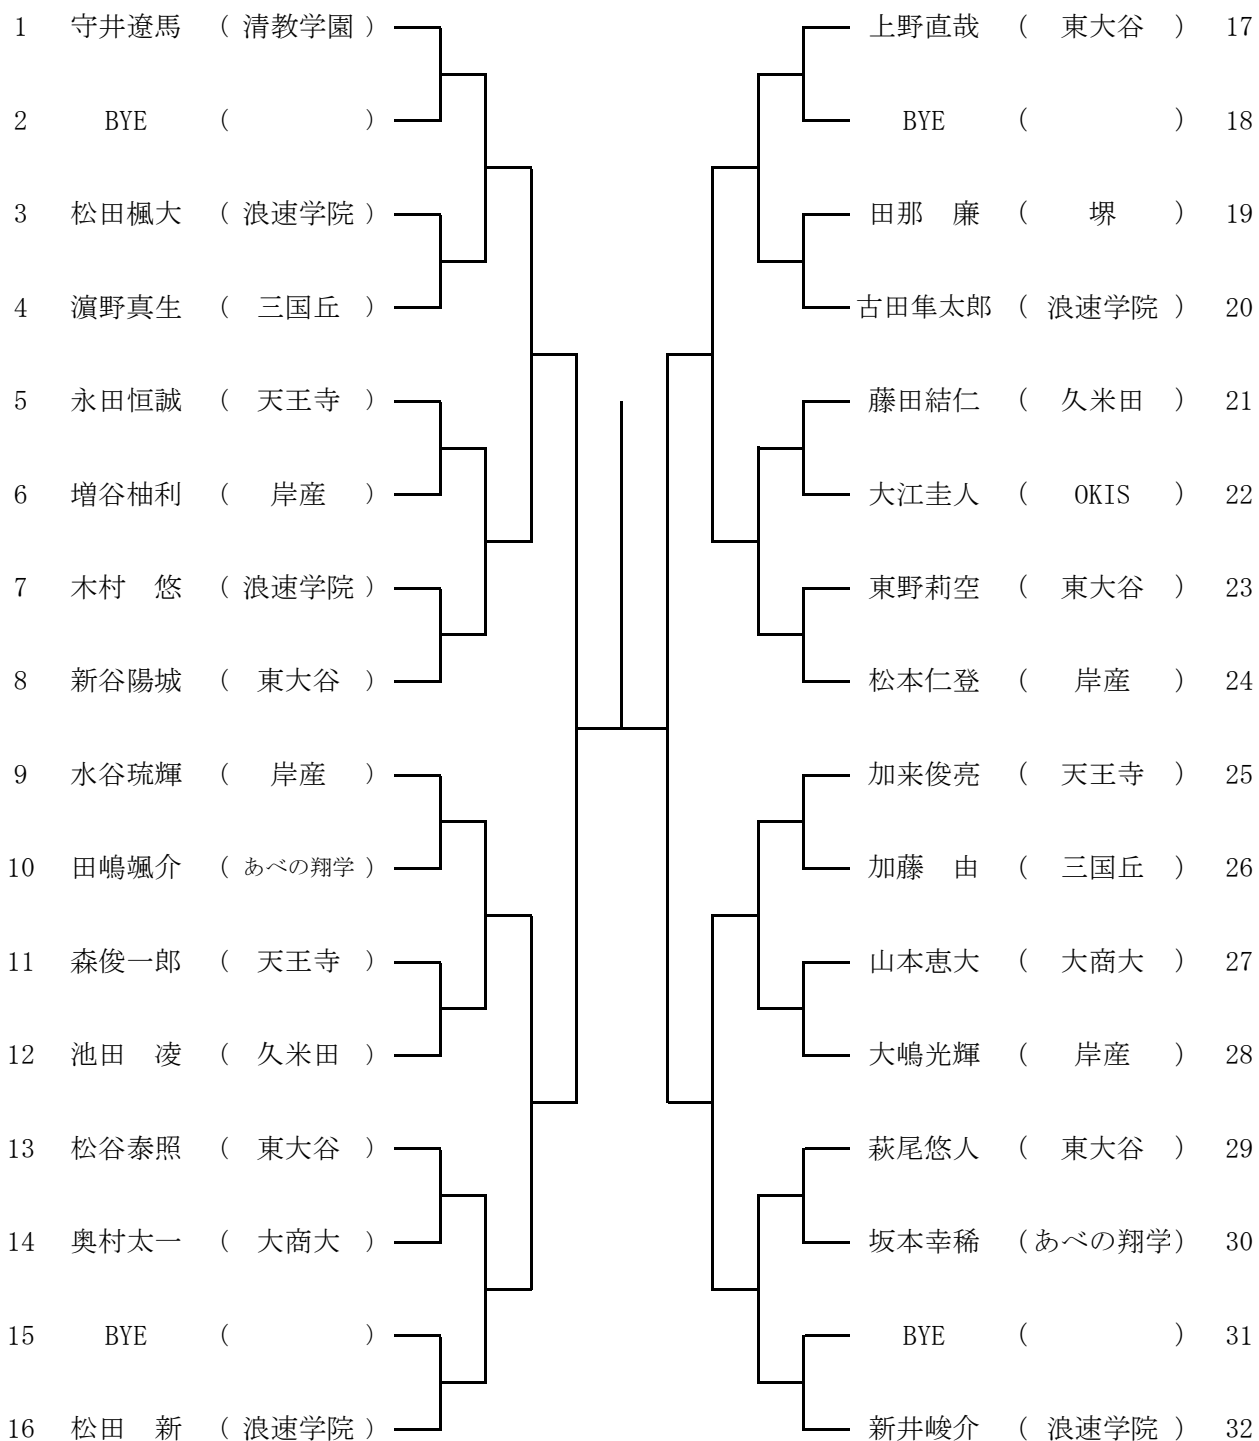 1 守井遼馬 ( 清教学園 )
2 BYE ( )
3 松田楓大 ( 浪速学院 )
4 濵野真生 ( 三国丘 )
5 永田恒誠 ( 天王寺 )
6 増谷柚利 ( 岸産 )
7 木村　悠 ( 浪速学院 )
8 新谷陽城 ( 東大谷 )
9 水谷琉輝 ( 岸産 )
10 田嶋颯介 ( あべの翔学 )
11 森俊一郎 ( 天王寺 )
12 池田　凌 ( 久米田 )
13 松谷泰照 ( 東大谷 )
14 奥村太一 ( 大商大 )
15 BYE ( )
16 松田　新 ( 浪速学院 )
上野直哉 ( 東大谷 ) 17
BYE ( ) 18
田那　廉 ( 堺 ) 19
古田隼太郎 ( 浪速学院 ) 20
藤田結仁 ( 久米田 ) 21
大江圭人 ( OKIS ) 22
東野莉空 ( 東大谷 ) 23
松本仁登 ( 岸産 ) 24
加来俊亮 ( 天王寺 ) 25
加藤　由 ( 三国丘 ) 26
山本恵大 ( 大商大 ) 27
大嶋光輝 ( 岸産 ) 28
萩尾悠人 ( 東大谷 ) 29
坂本幸稀 (あべの翔学) 30
BYE ( ) 31
新井峻介 ( 浪速学院 ) 32